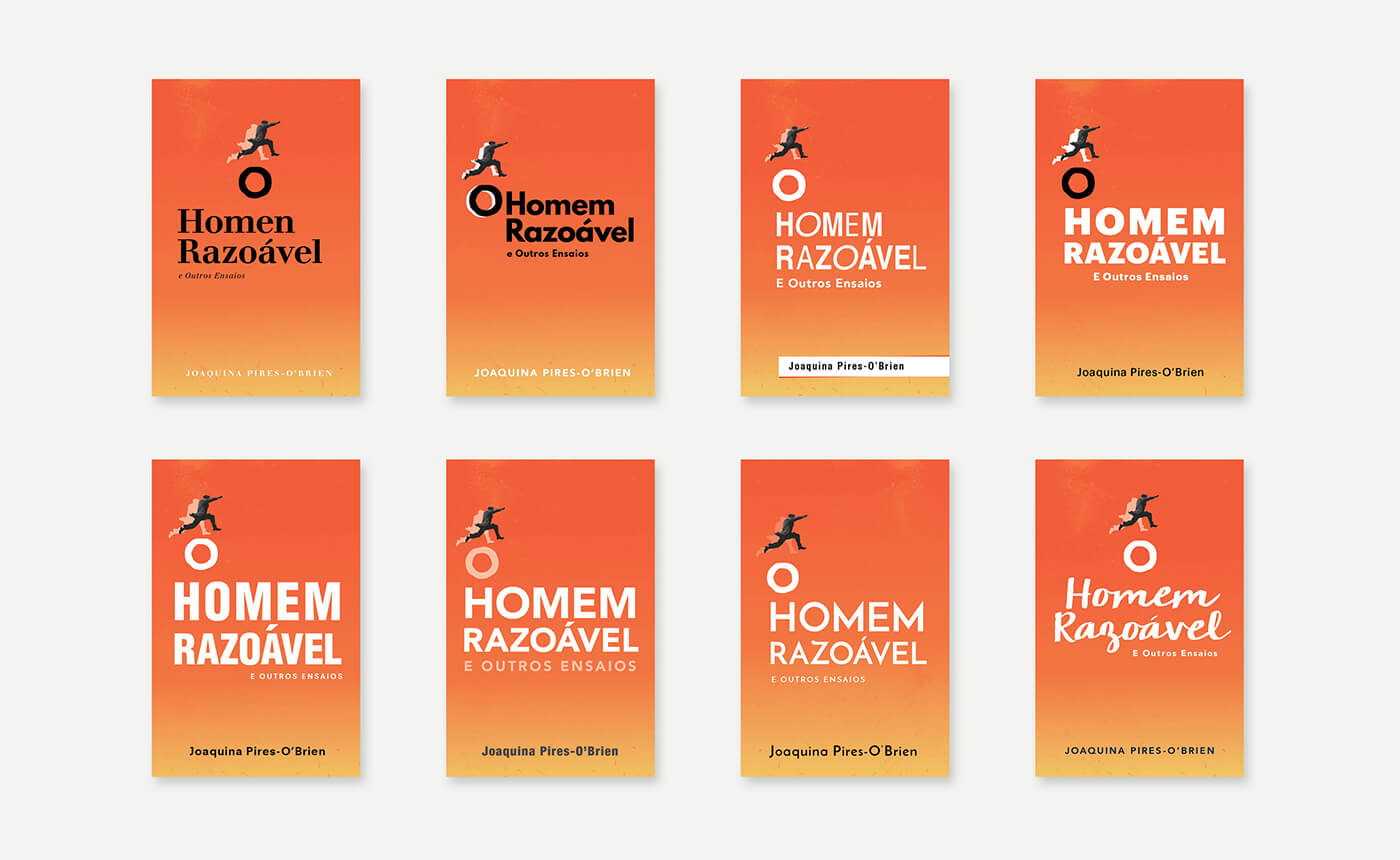 O
Homen
Razoável
e Outros Ensaios
JOAQUINA PIRES-O'BRIEN
O Homem
Razoável
e Outros Ensaios
JOAQUINA PIRES-O'BRIEN
O
HOMEM
RAZOÁVEL
E Outros Ensaios
Joaquina Pires-O'Brien
O
HOMEM
RAZOÁVEL
E Outros Ensaios
Joaquina Pires-O'Brien
O
HOMEM
RAZOÁVEL
E OUTROS ENSAIOS
Joaquina Pires-O'Brien
O
HOMEM
RAZOÁVEL
E OUTROS ENSAIOS
Joaquina Pires-O'Brien
O
HOMEM
RAZOÁVEL
E OUTROS ENSAIOS
Joaquina Pires-O'Brien
O
Homem
Razoável
E Outros Ensaios
JOAQUINA PIRES-O'BRIEN